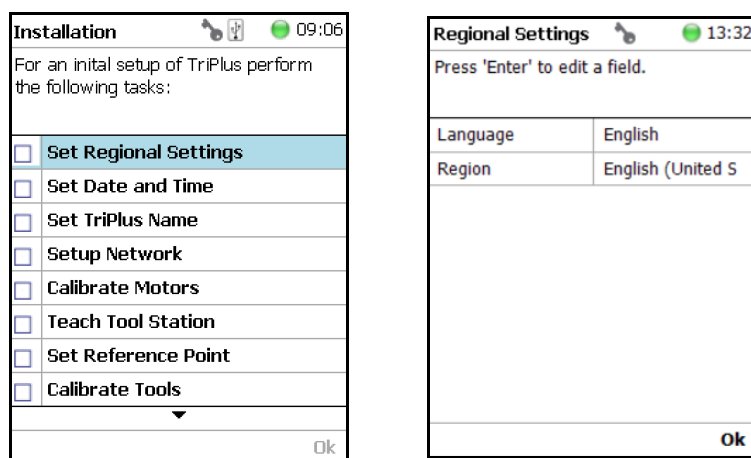 Installation 09:06
For an inital setup of TriPlus perform
the following tasks:
Set Regional Settings
Set Date and Time
Set TriPlus Name
Setup Network
Calibrate Motors
Teach Tool Station
Set Reference Point
Calibrate Tools
Ok
Regional Settings 13:32
Press 'Enter' to edit a field.
Language English
Region English (United S
Ok